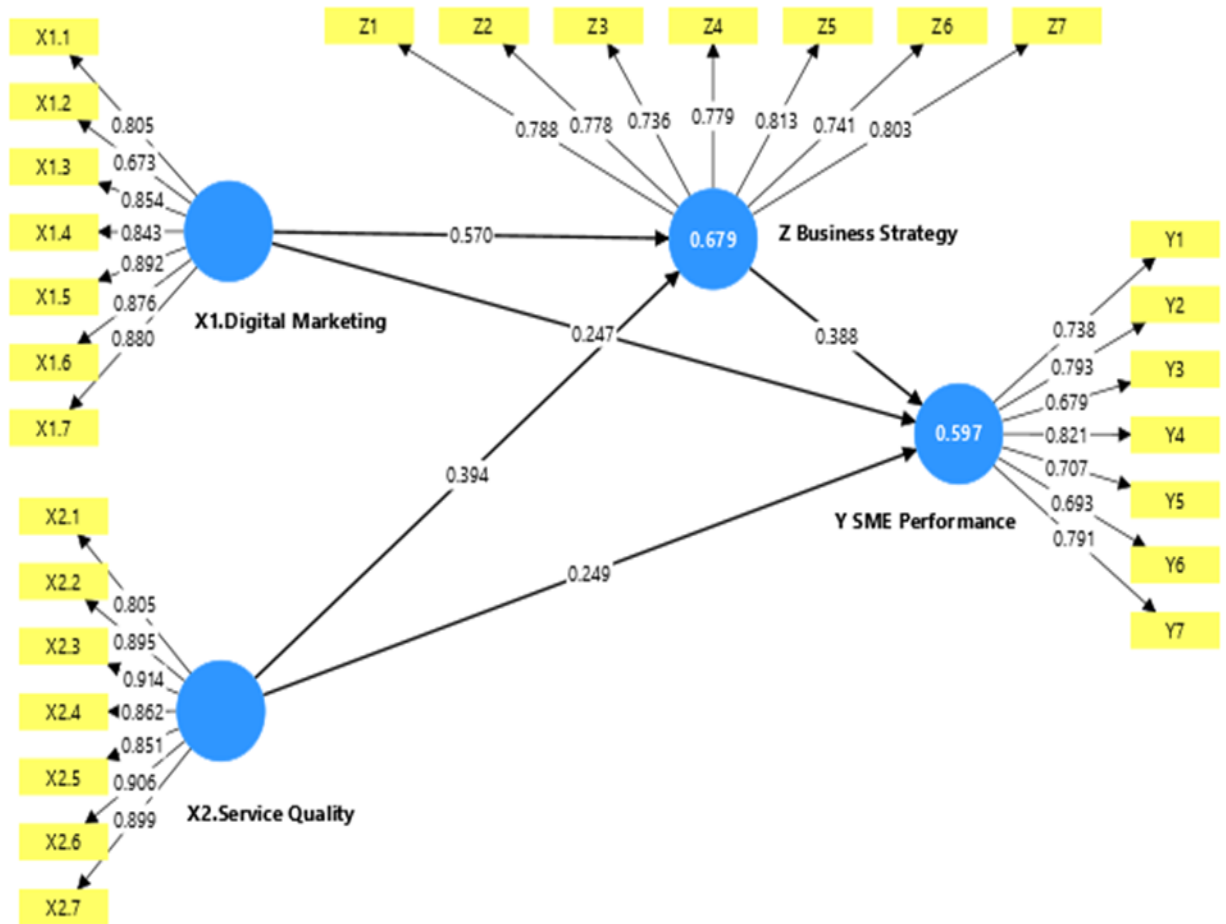 Z1
Z2
Z3
Z4
Z5
Z6
Z7
X1.1
X1.2
X1.3
X1.4
X1.5
X1.6
X1.7
0.805
0.673
0.854
0.843
0.892
0.876
0.880
X1.Digital Marketing
0.788
0.778
0.736
0.779
0.813
0.741
0.803
0.679
Z Business Strategy
0.570
0.247
0.388
0.394
0.249
X2.1
X2.2
X2.3
X2.4
X2.5
X2.6
X2.7
0.805
0.895
0.914
0.862
0.851
0.906
0.899
X2.Service Quality
0.597
Y SME Performance
0.738
0.793
0.679
0.821
0.707
0.693
0.791
Y1
Y2
Y3
Y4
Y5
Y6
Y7